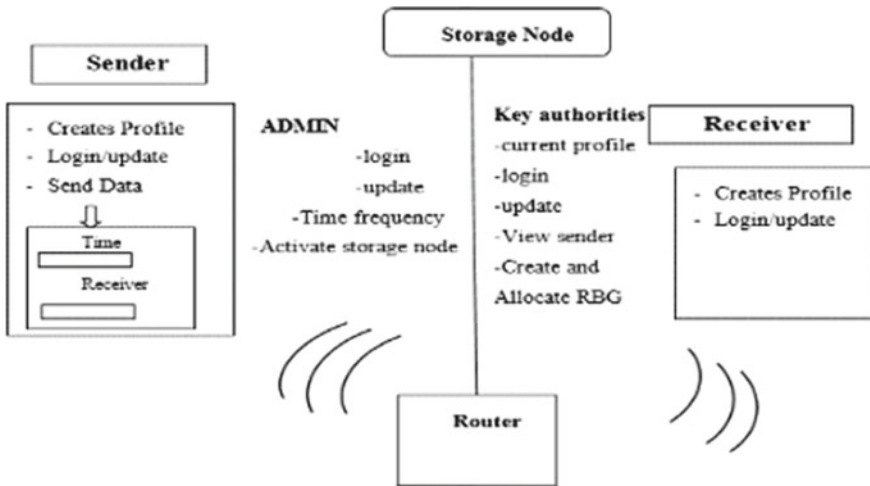 Storage Node
Sender
- Creates Profile
- Login/update
- Send Data
Time
Receiver
ADMIN
-login
-update
-Time frequency
-Activate storage node
Key authorities
-current profile
-login
-update
-View sender
-Create and
Allocate RBG
Receiver
- Creates Profile
- Login/update
Router